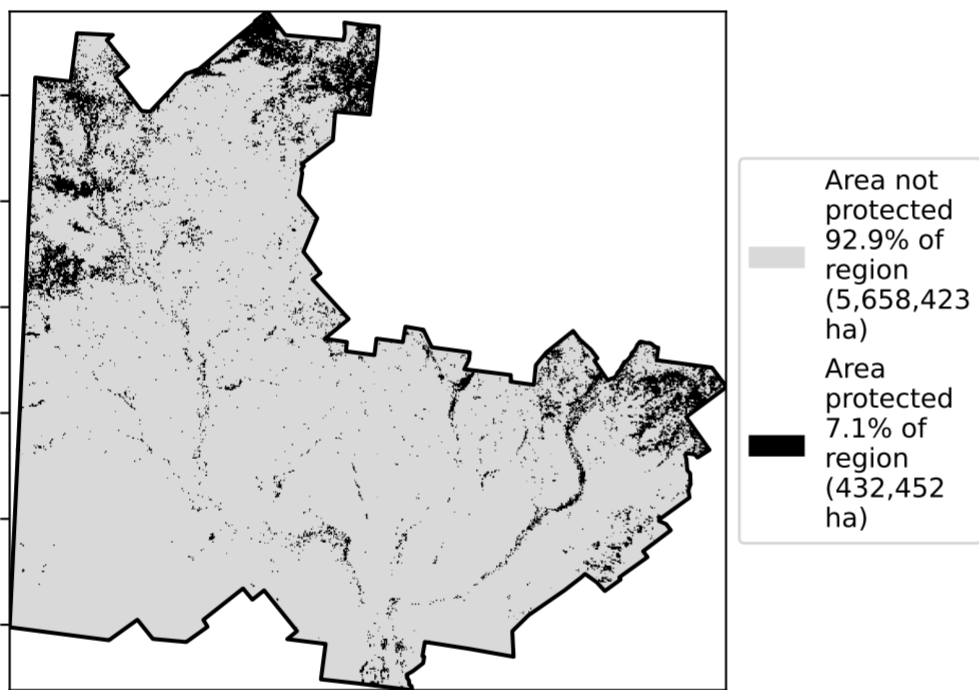 Area not
protected
92.9% of
region
(5,658,423
ha)
Area
protected
7.1% of
region
(432,452
ha)